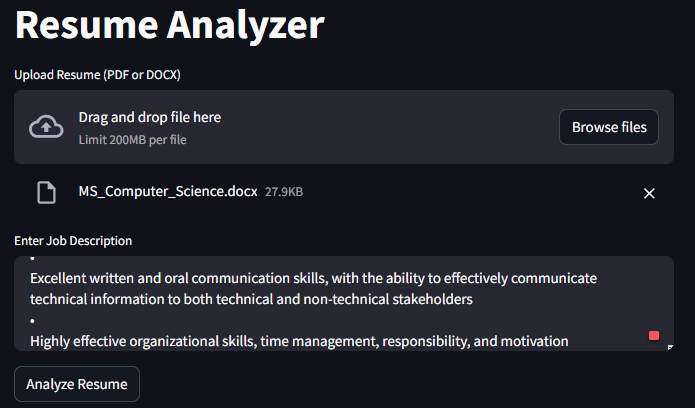 Resume Analyzer
Upload Resume (PDF or DOCX)
Drag and drop file here
Limit 200MB per file
Browse files
MS_Computer_Science.docx 27.9KB
Enter Job Description
•
Excellent written and oral communication skills, with the ability to effectively communicate
technical information to both technical and non-technical stakeholders
•
Highly effective organizational skills, time management, responsibility, and motivation
Analyze Resume